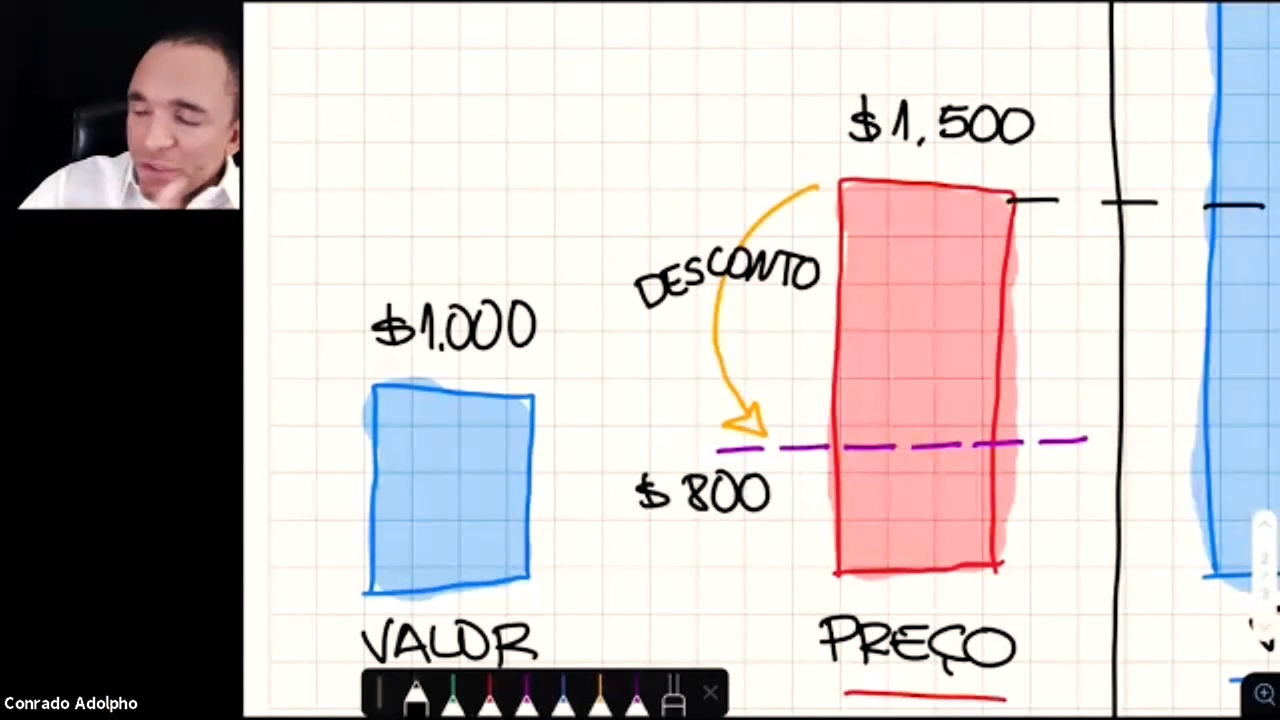 $1,500
DESCONTO
$1.000
$800
VALOR
PREÇO
Conrado Adolpho